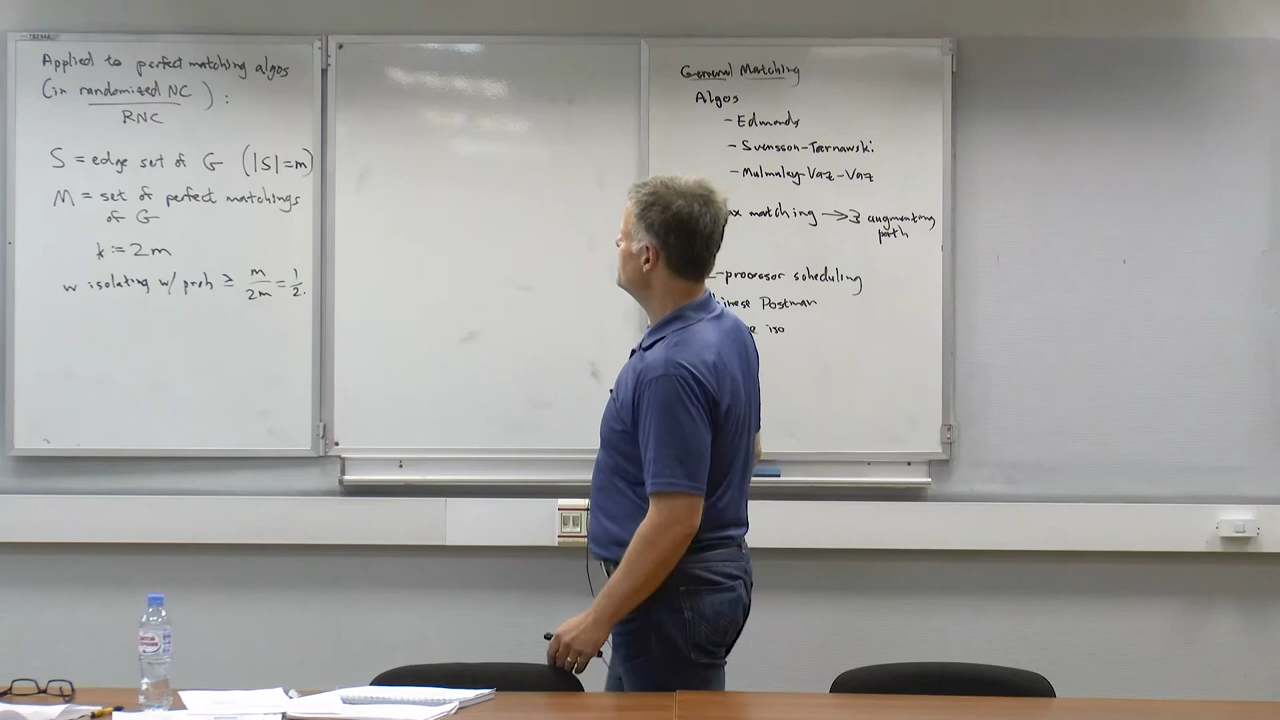 Applied to perfect matching algos
(in randomized NC):
RNC
S = edge set of G (|S|=m)
M = set of perfect matchings
of G
k := 2m
w isolating w/ prob ≥ m/2m = 1/2.
General Matching
Algos
- Edmonds
- Svensson-Tarnawski
- Mulmuley-Vaz-Vaz
ax matching → ∃ augmenting
path
-processor scheduling
inese Postman
iso